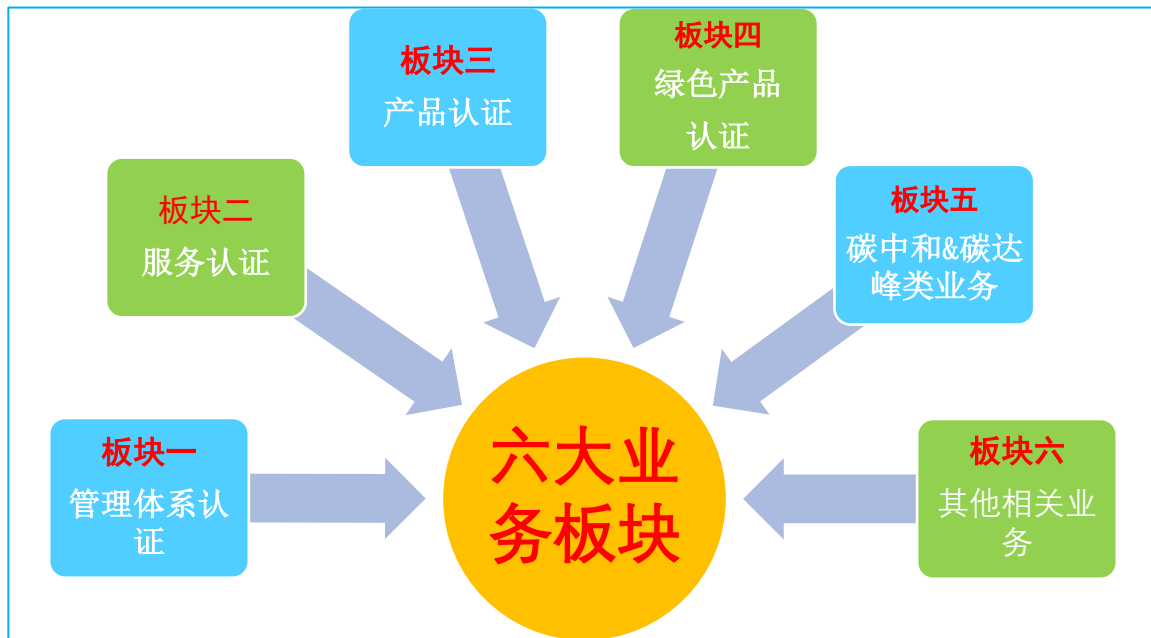 板块一
管理体系认
证
板块二
服务认证
板块三
产品认证
板块四
绿色产品
认证
板块五
碳中和&碳达
峰类业务
板块六
其他相关业
务
六大业
务板块